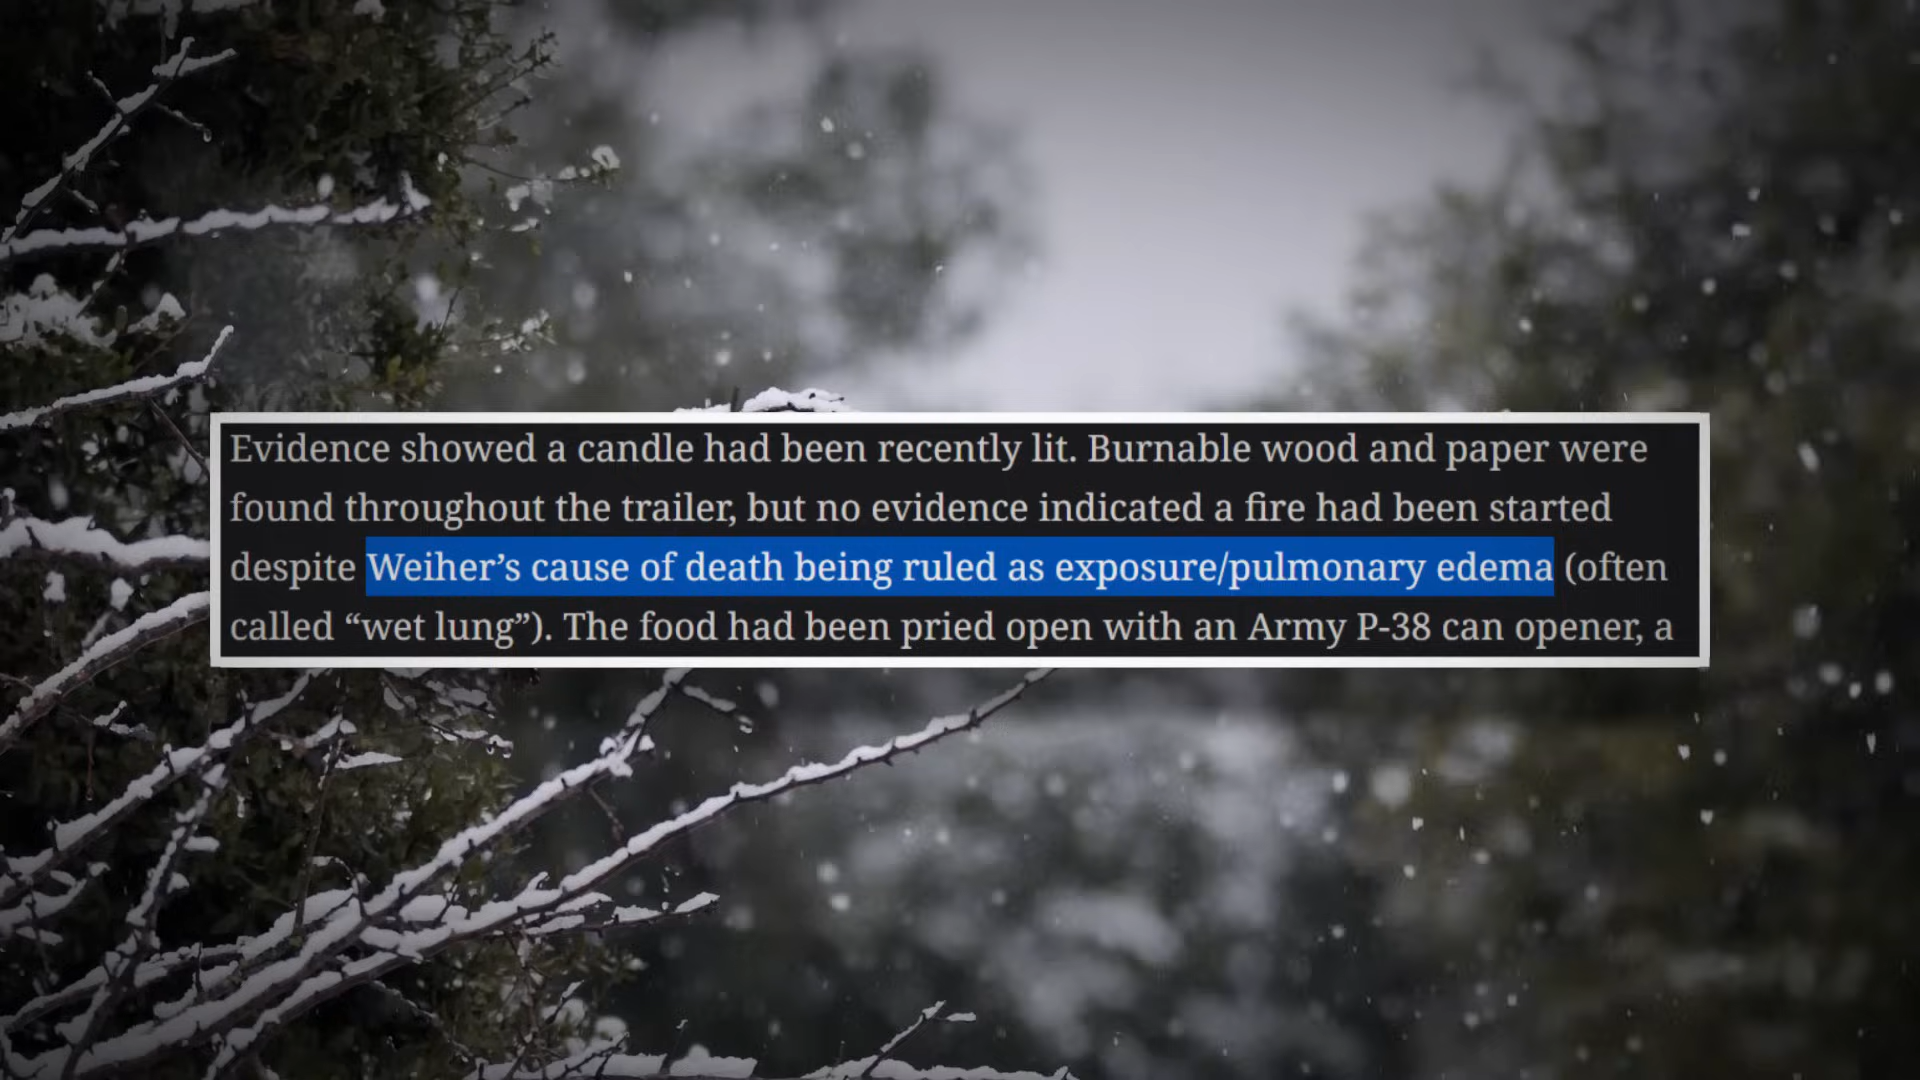 Evidence showed a candle had been recently lit. Burnable wood and paper were
found throughout the trailer, but no evidence indicated a fire had been started
despite Weiher’s cause of death being ruled as exposure/pulmonary edema (often
called “wet lung”). The food had been pried open with an Army P-38 can opener, a